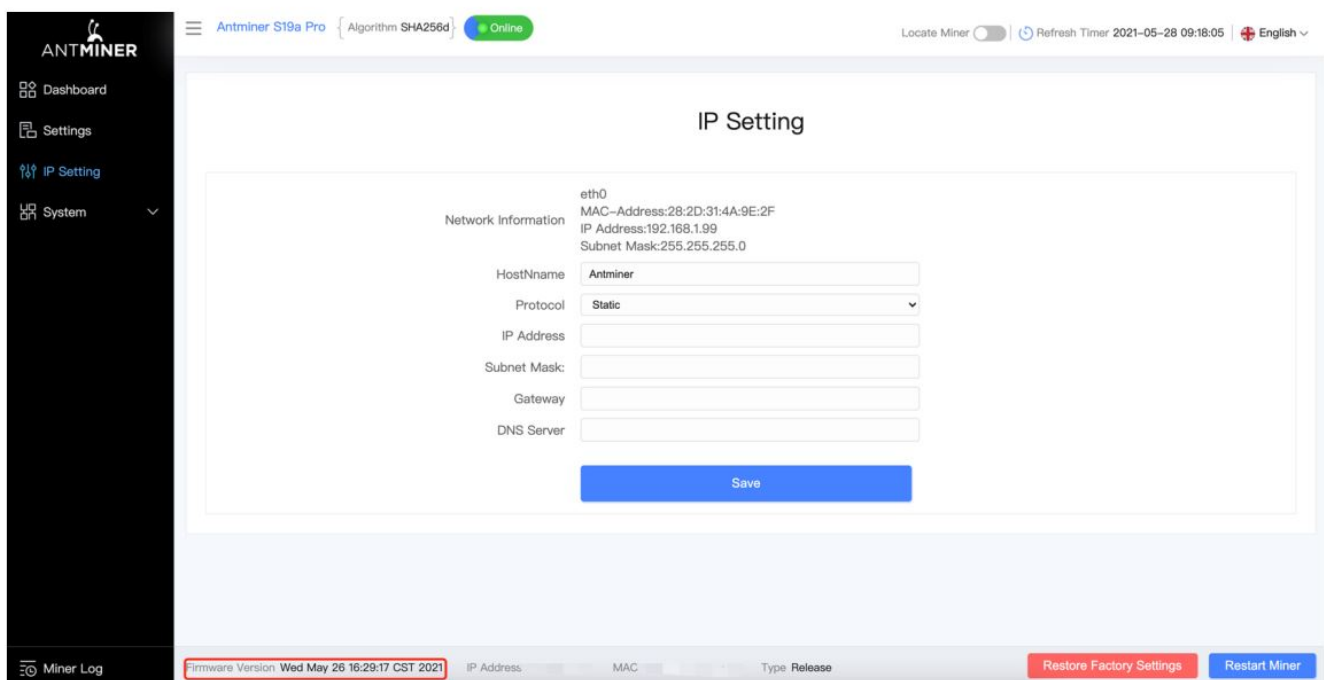 ANTMINER
Antminer S19a Pro { Algorithm SHA256d } Online
Locate Miner Refresh Timer 2021-05-28 09:18:05 English
Dashboard
Settings
IP Setting
System
IP Setting
Network Information
eth0
MAC-Address:28:2D:31:4A:9E:2F
IP Address:192.168.1.99
Subnet Mask:255.255.255.0
HostNname Antminer
Protocol Static
IP Address
Subnet Mask:
Gateway
DNS Server
Save
Miner Log
Firmware Version Wed May 26 16:29:17 CST 2021 IP Address MAC Type Release
Restore Factory Settings Restart Miner